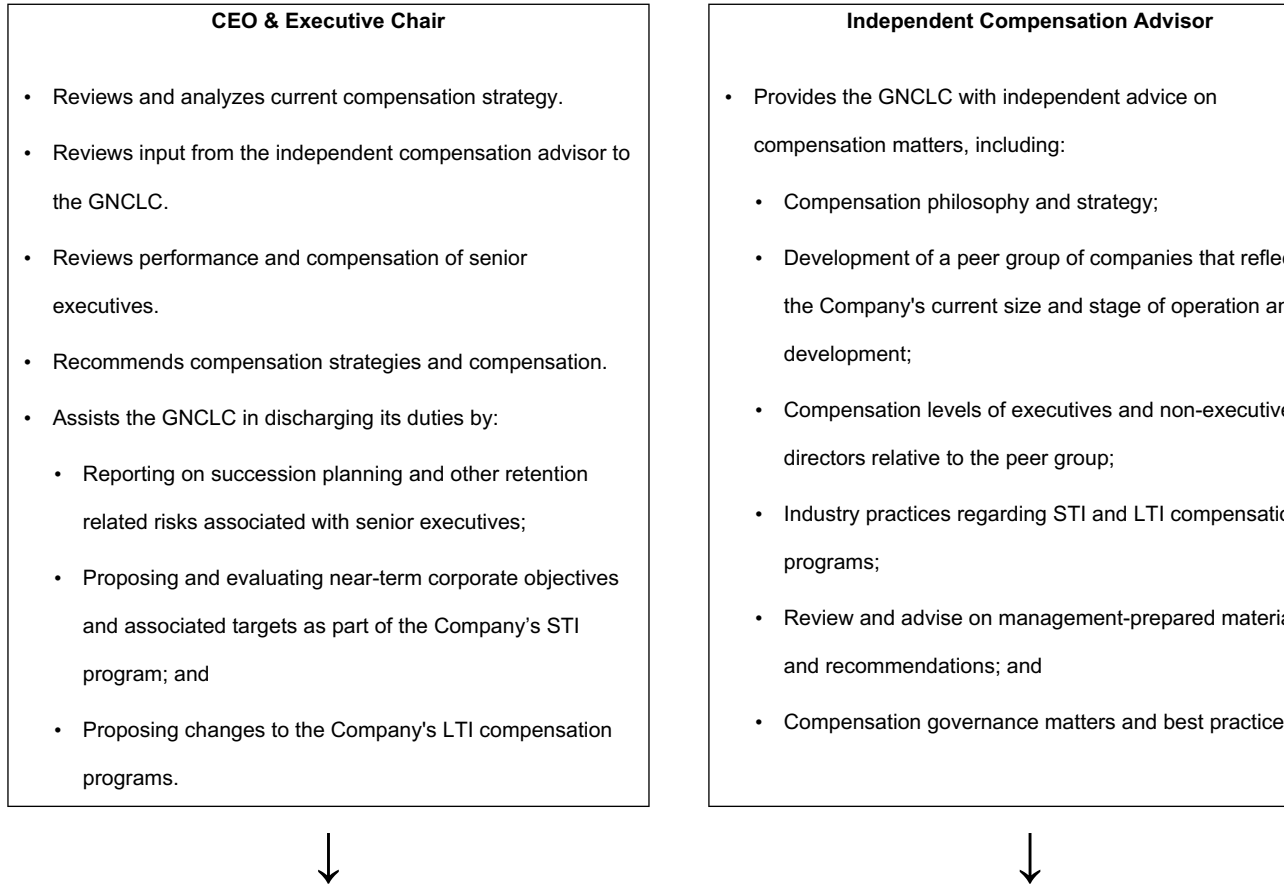 CEO & Executive Chair
• Reviews and analyzes current compensation strategy.
• Reviews input from the independent compensation advisor to
the GNCLC.
• Reviews performance and compensation of senior
executives.
• Recommends compensation strategies and compensation.
• Assists the GNCLC in discharging its duties by:
• Reporting on succession planning and other retention
related risks associated with senior executives;
• Proposing and evaluating near-term corporate objectives
and associated targets as part of the Company’s STI
program; and
• Proposing changes to the Company's LTI compensation
programs.
Independent Compensation Advisor
• Provides the GNCLC with independent advice on
compensation matters, including:
• Compensation philosophy and strategy;
• Development of a peer group of companies that
the Company's current size and stage of operation
development;
• Compensation levels of executives and
directors relative to the peer group;
• Industry practices regarding STI and LTI
programs;
• Review and advise on management-prepared
and recommendations; and
• Compensation governance matters and best practice